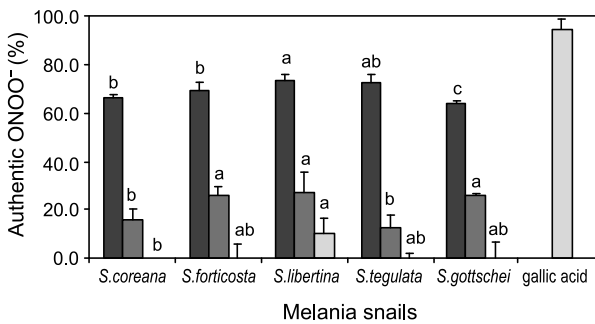 Authentic ONOO⁻ (%)
100.0
80.0
60.0
40.0
20.0
0.0
b
b
b
b
a
ab
a
a
a
ab
b
ab
c
a
ab
S.coreana
S.forticosta
S.libertina
S.tegulata
S.gottschei
gallic acid
Melania snails